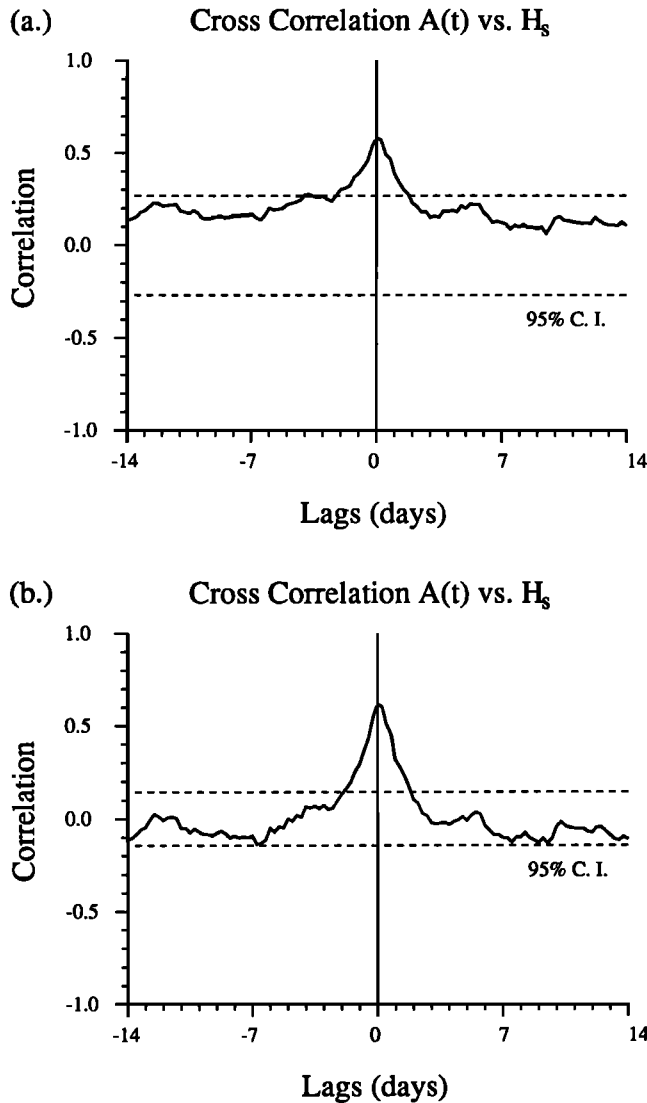 (a.) Cross Correlation A(t) vs. Hs
1.0
0.5
0.0
-0.5
-1.0
Correlation
95% C. I.
-14 -7 0 7 14
Lags (days)
(b.) Cross Correlation A(t) vs. Hs
1.0
0.5
0.0
-0.5
-1.0
Correlation
95% C. I.
-14 -7 0 7 14
Lags (days)